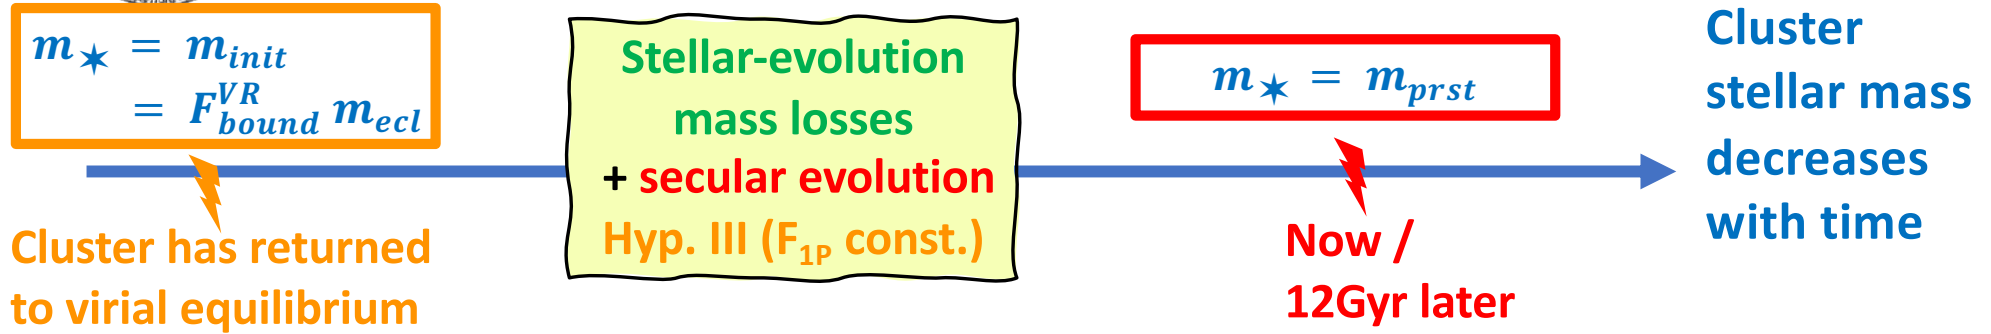 m✶ = m_init
= F^VR_bound m_ecl
Cluster has returned
to virial equilibrium
Stellar-evolution
mass losses
+ secular evolution
Hyp. III (F_1P const.)
m✶ = m_prst
Now /
12Gyr later
Cluster
stellar mass
decreases
with time